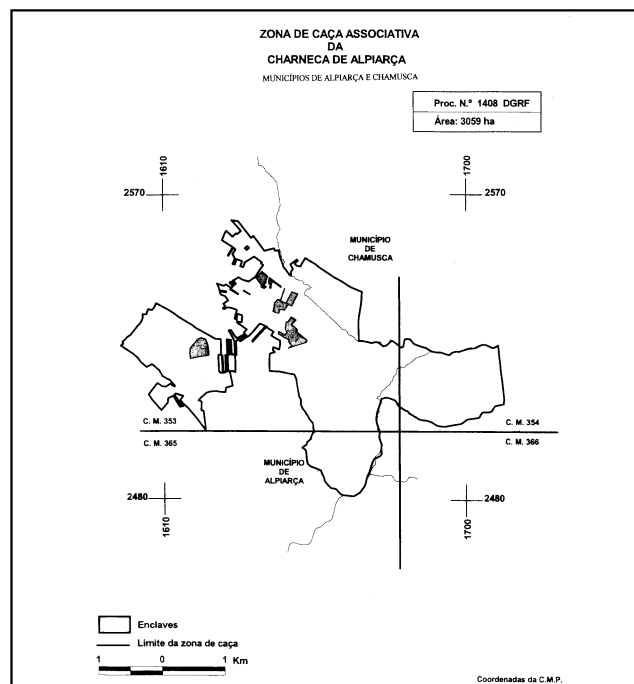 ZONA DE CAÇA ASSOCIATIVA
DA
CHARNECA DE ALPIARÇA
MUNICÍPIOS DE ALPIARÇA E CHAMUSCA
Proc. N.º 1408 DGRF
Área: 3059 ha
1610
1700
2570
2570
MUNICÍPIO
DE
CHAMUSCA
C. M. 353
C. M. 354
C. M. 365
C. M. 366
MUNICÍPIO
DE
ALPIARÇA
2480
2480
1610
1700
Enclaves
Limite da zona de caça
1 0 1 Km
Coordenadas da C.M.P.